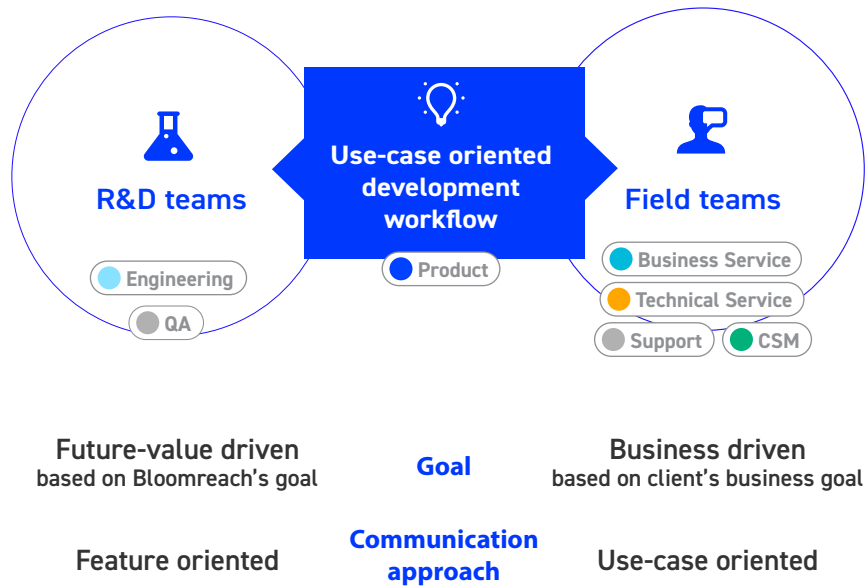 Use-case oriented
development
workflow
R&D teams
Field teams
Engineering
QA
Product
Business Service
Technical Service
Support
CSM
Future-value driven
based on Bloomreach's goal
Goal
Business driven
based on client's business goal
Feature oriented
Communication
approach
Use-case oriented